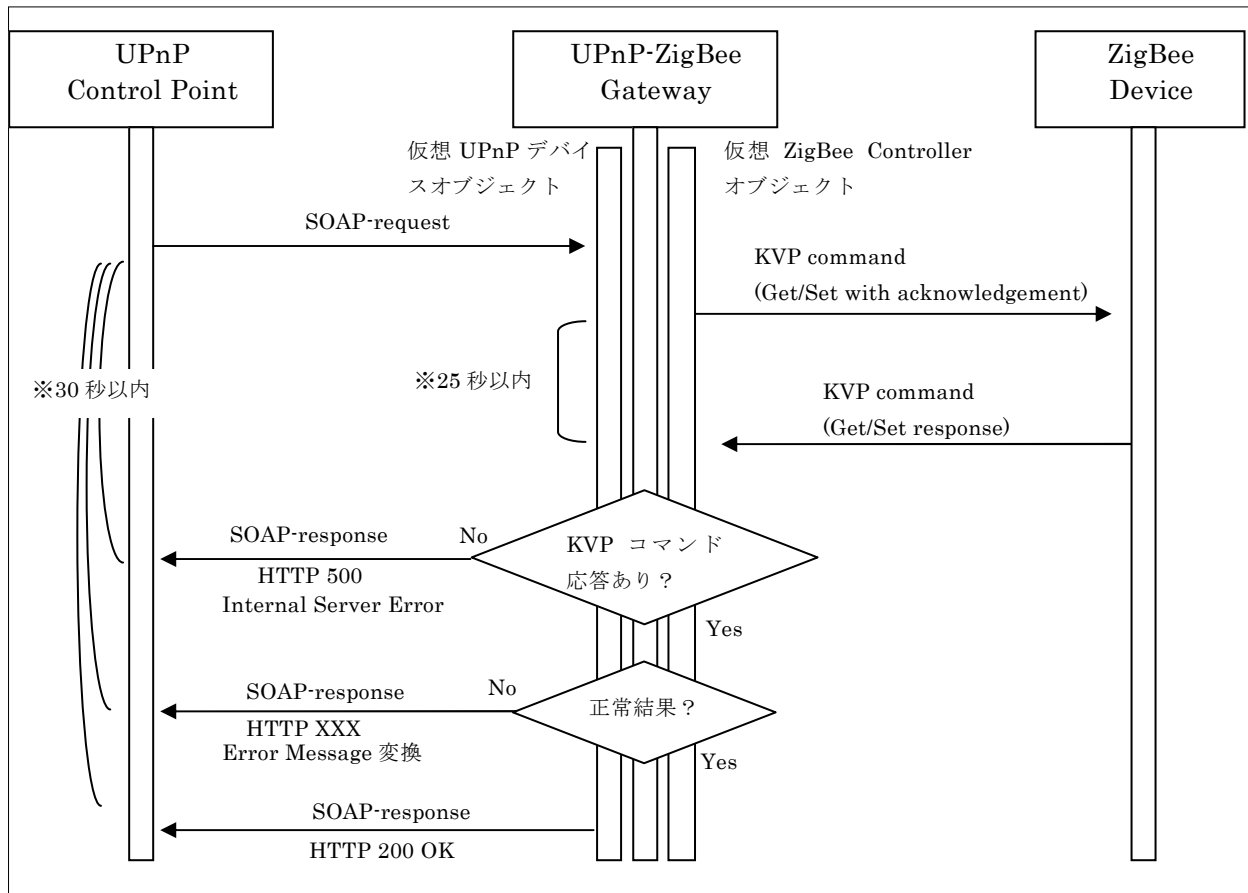 UPnP
Control Point
UPnP-ZigBee
Gateway
ZigBee
Device
仮想 UPnP デバイ
スオブジェクト
仮想 ZigBee Controller
オブジェクト
SOAP-request
KVP command
(Get/Set with acknowledgement)
※30 秒以内
※25 秒以内
KVP command
(Get/Set response)
SOAP-response
No
KVP コマンド
応答あり？
HTTP 500
Internal Server Error
Yes
SOAP-response
No
正常結果？
HTTP XXX
Error Message 変換
Yes
SOAP-response
HTTP 200 OK